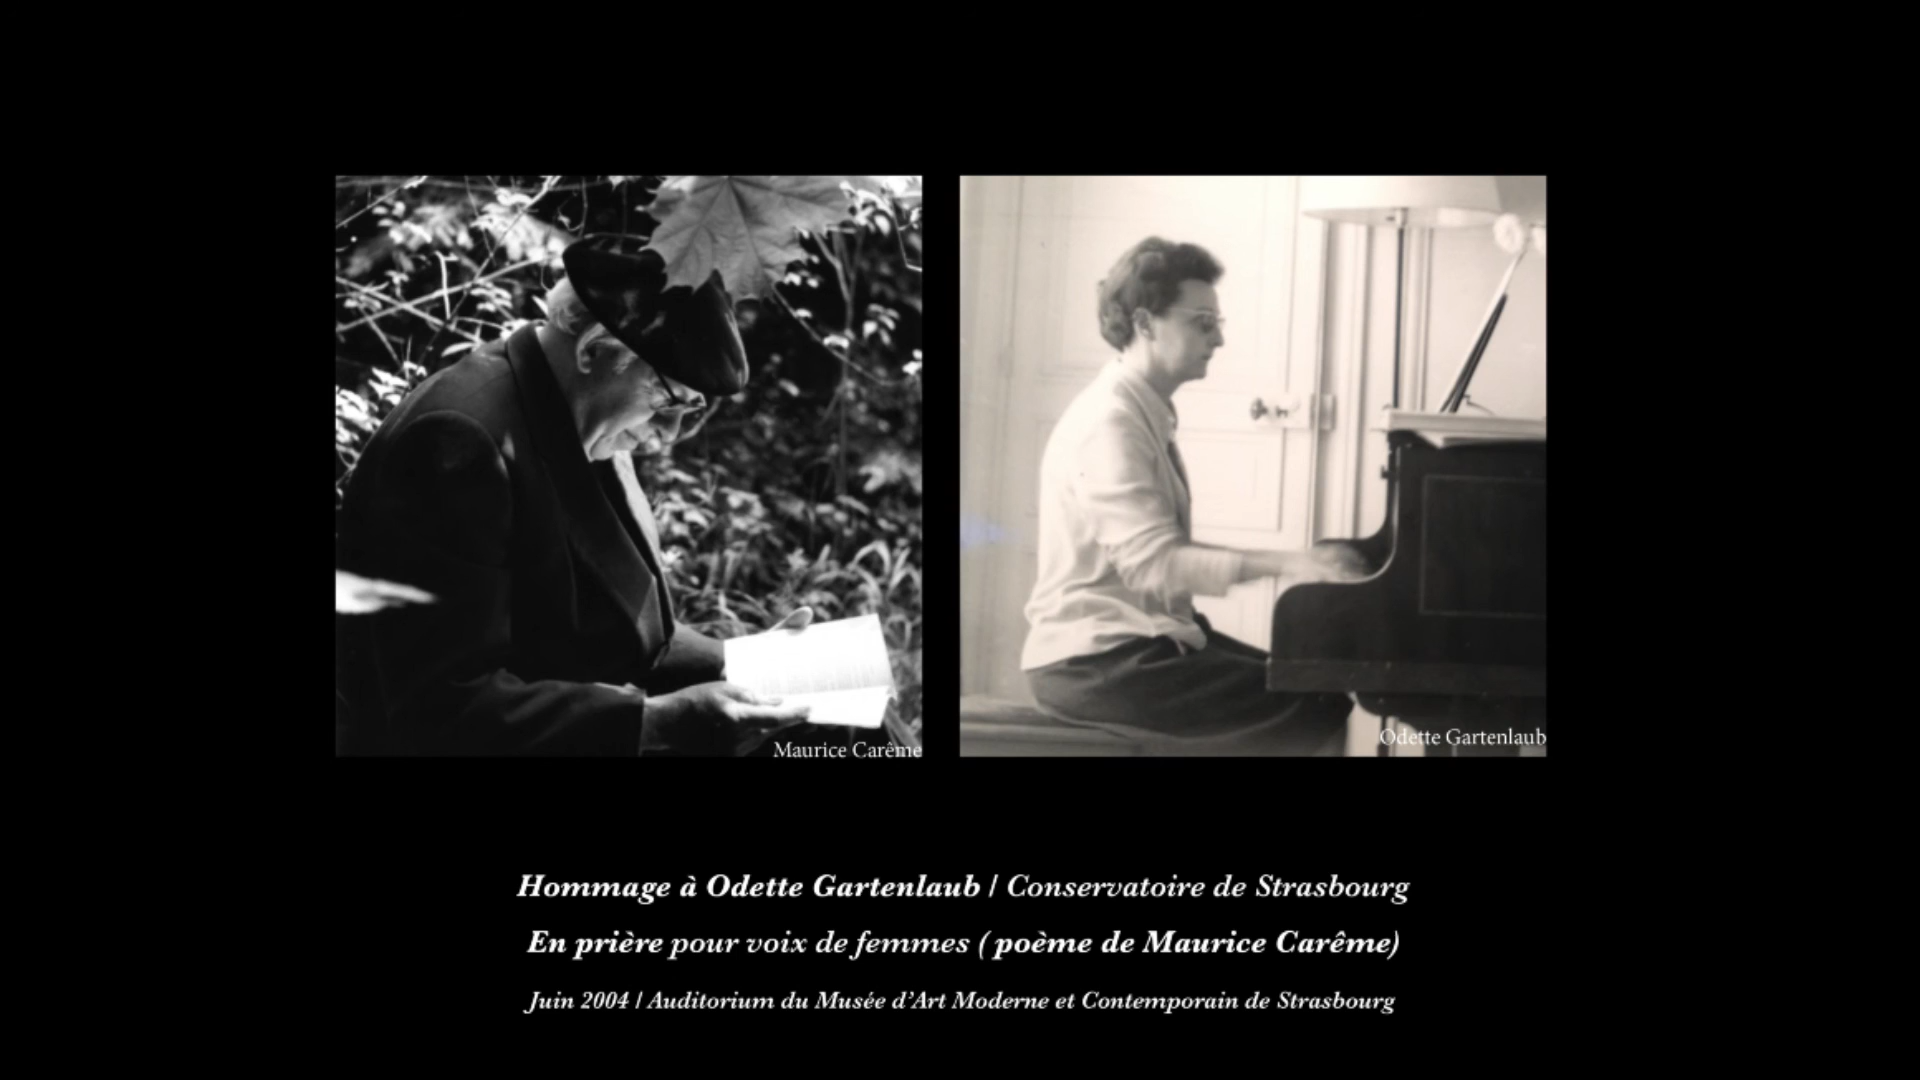 Maurice Carême
Odette Gartenlaub
Hommage à Odette Gartenlaub / Conservatoire de Strasbourg
En prière pour voix de femmes ( poème de Maurice Carême)
Juin 2004 / Auditorium du Musée d’Art Moderne et Contemporain de Strasbourg